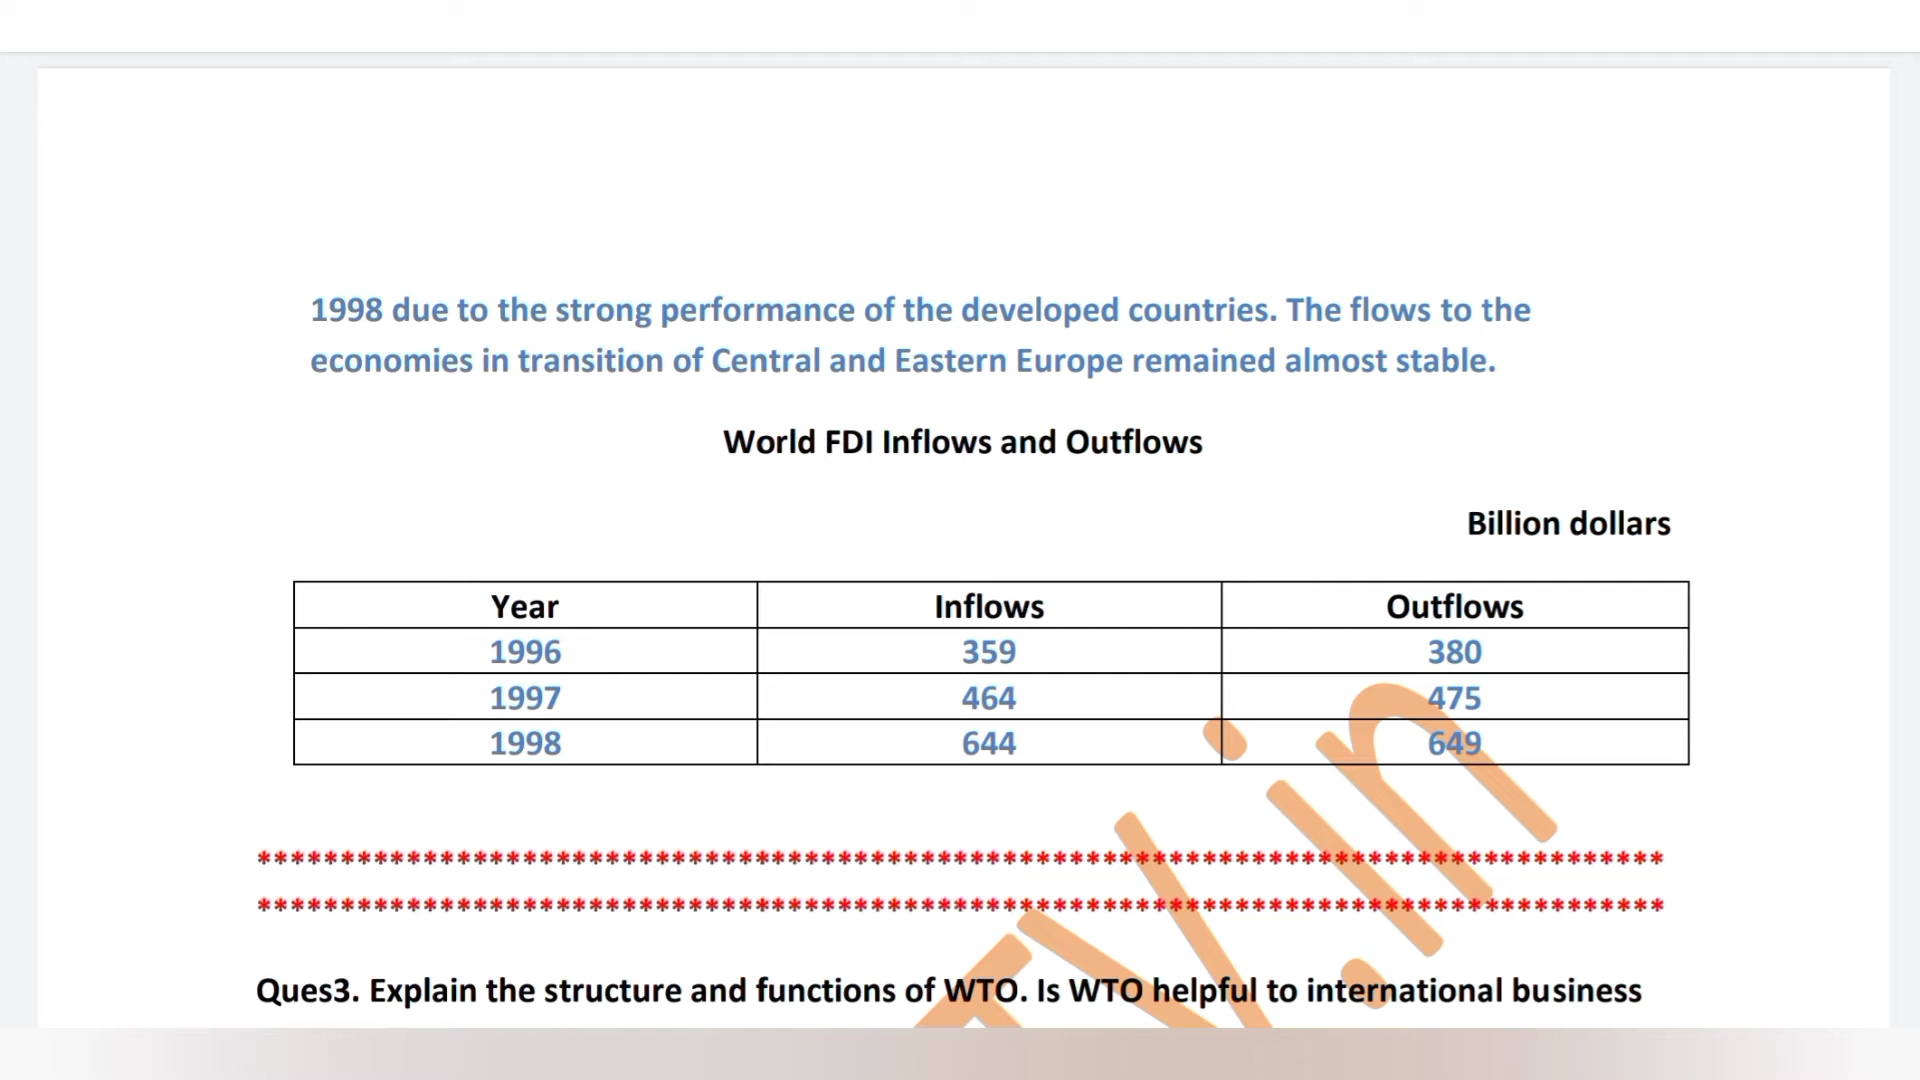 1998 due to the strong performance of the developed countries. The flows to the
economies in transition of Central and Eastern Europe remained almost stable.
World FDI Inflows and Outflows
Billion dollars
Year Inflows Outflows
1996 359 380
1997 464 475
1998 644 649
*************************************************************************************
*************************************************************************************
Ques3. Explain the structure and functions of WTO. Is WTO helpful to international business
TV.in